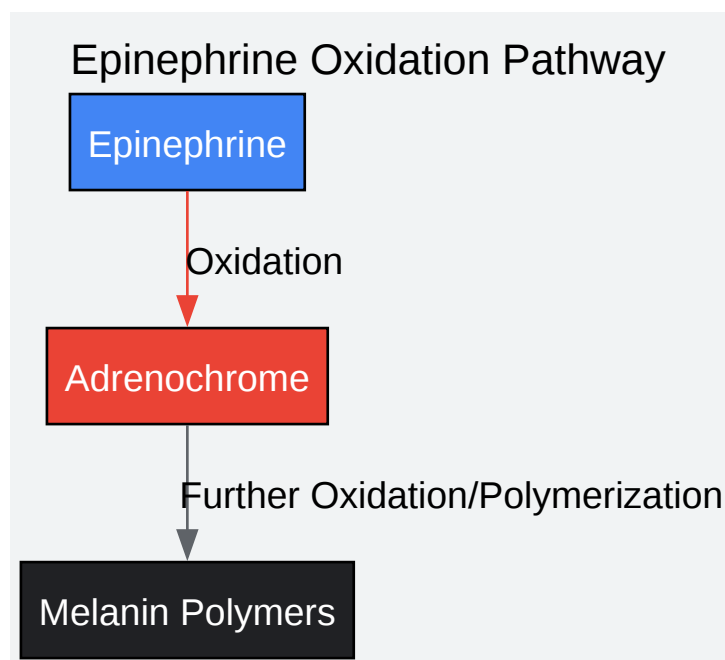 Epinephrine Oxidation Pathway
Epinephrine
Oxidation
Adrenochrome
Further Oxidation/Polymerization
Melanin Polymers